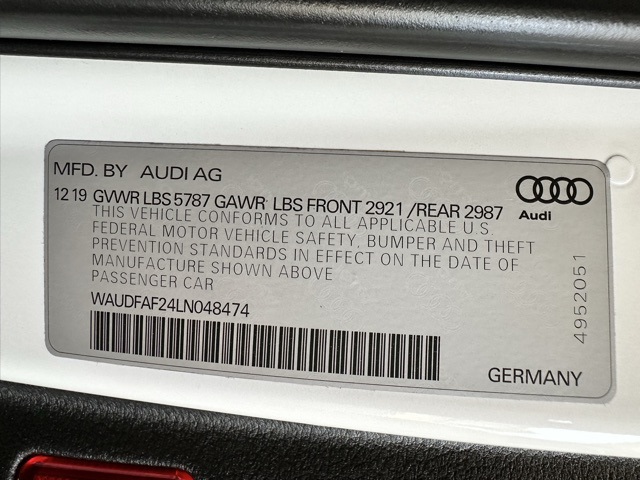 MFD. BY AUDI AG
12 19 GVWR LBS 5787 GAWR LBS FRONT 2921 /REAR 2987
THIS VEHICLE CONFORMS TO ALL APPLICABLE U.S.
FEDERAL MOTOR VEHICLE SAFETY, BUMPER AND THEFT
PREVENTION STANDARDS IN EFFECT ON THE DATE OF
MANUFACTURE SHOWN ABOVE
PASSENGER CAR
WAUDFAF24LN048474
Audi
4952051
GERMANY